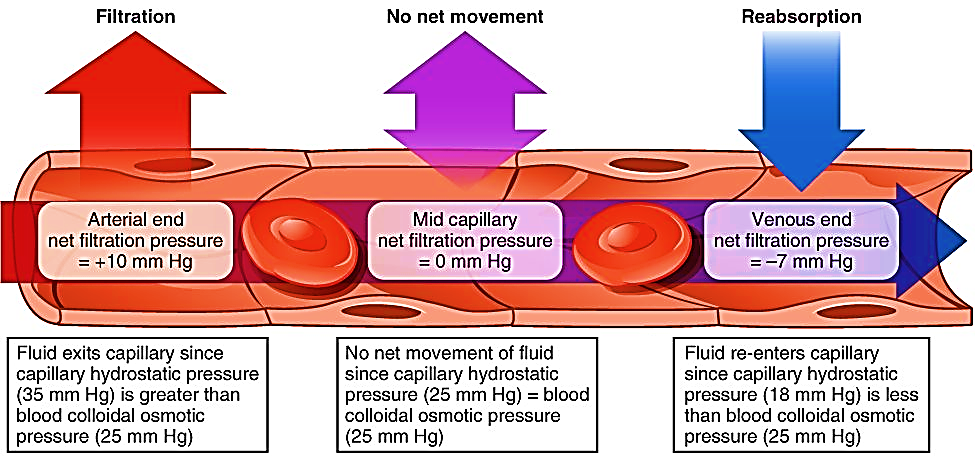 Filtration
No net movement
Reabsorption
Arterial end
net filtration pressure
= +10 mm Hg
Mid capillary
net filtration pressure
= 0 mm Hg
Venous end
net filtration pressure
= –7 mm Hg
Fluid exits capillary since
capillary hydrostatic pressure
(35 mm Hg) is greater than
blood colloidal osmotic
pressure (25 mm Hg)
No net movement of fluid
since capillary hydrostatic
pressure (25 mm Hg) = blood
colloidal osmotic pressure
(25 mm Hg)
Fluid re-enters capillary
since capillary hydrostatic
pressure (18 mm Hg) is less
than blood colloidal osmotic
pressure (25 mm Hg)